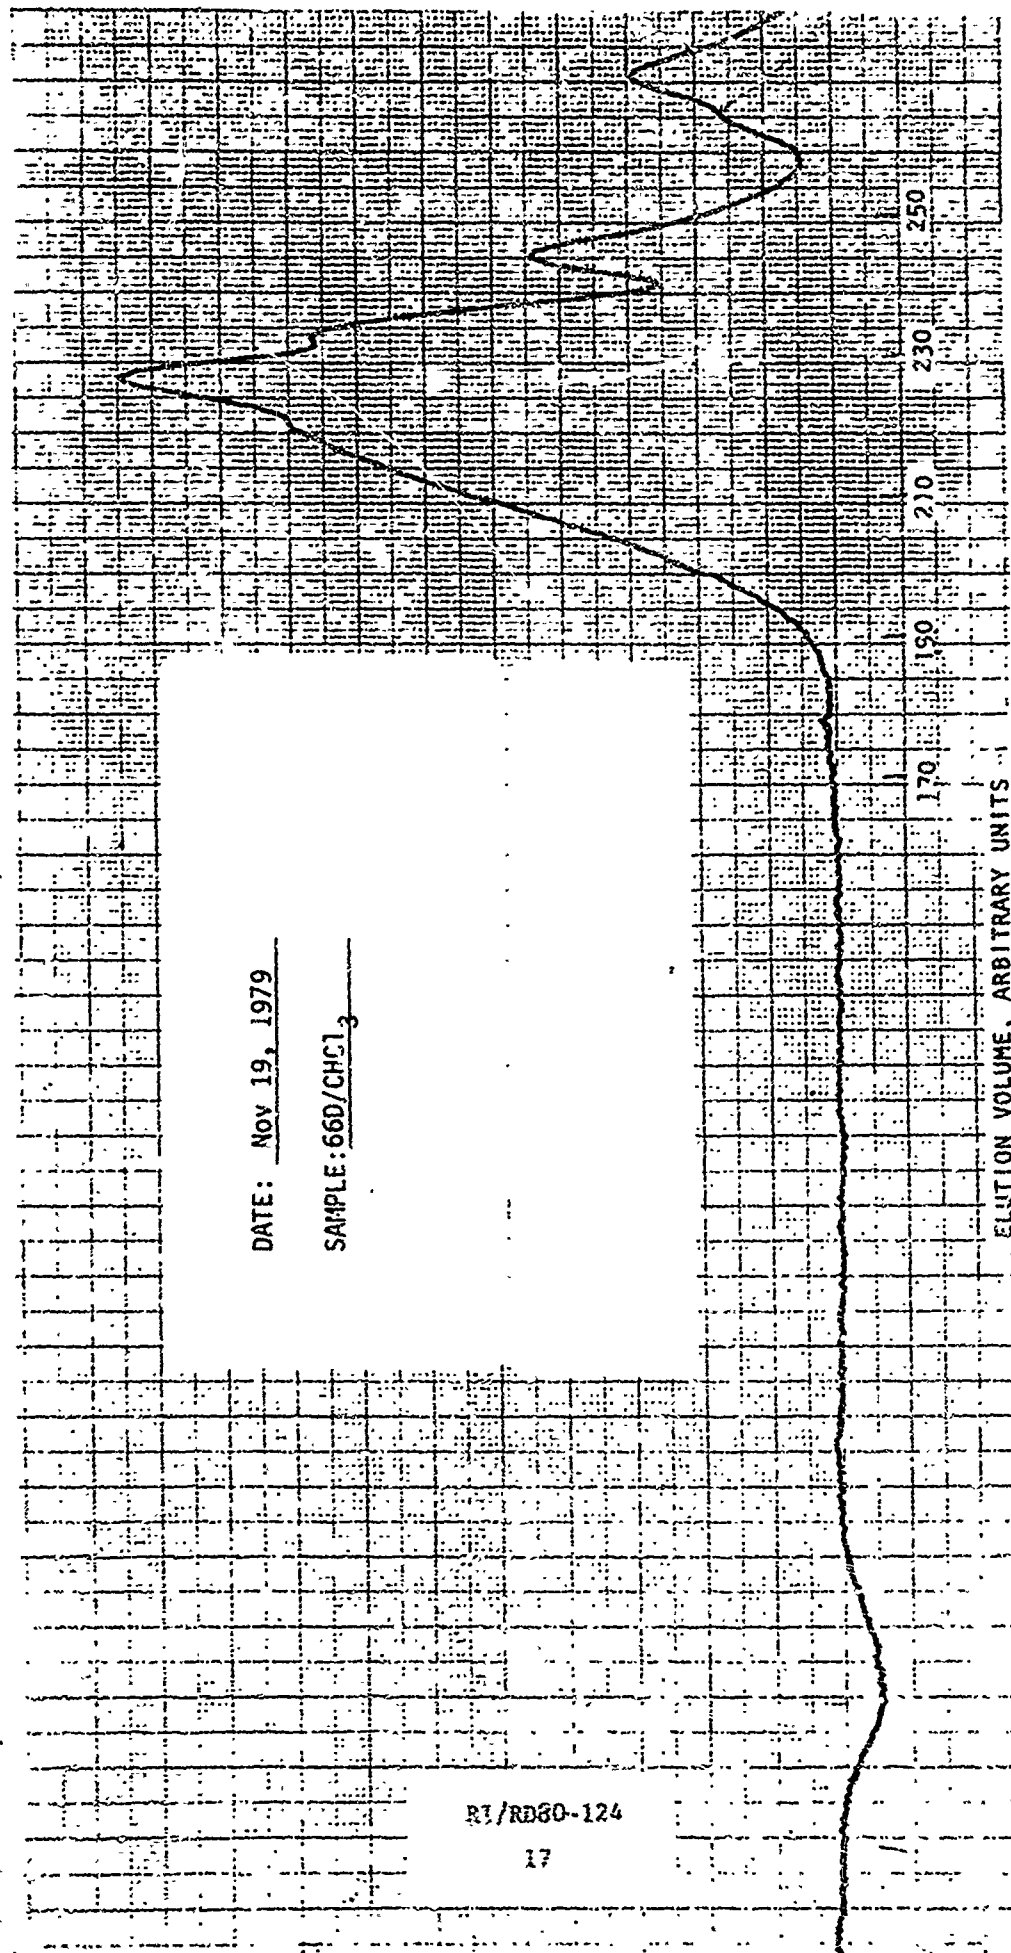 DATE: Nov 19, 1979
SAMPLE:66D/CHCl3
170 190 210 230 250
ELUTION VOLUME, ARBITRARY UNITS
RI/RD80-124
17